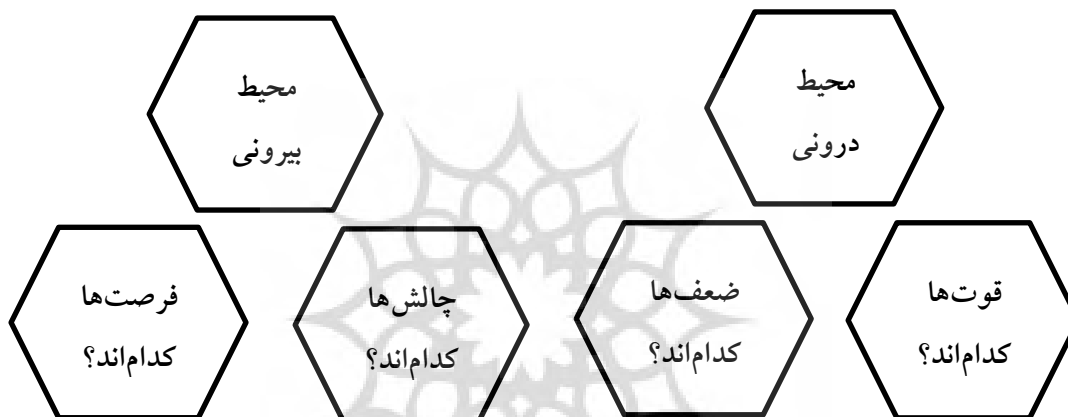 محیط
درونی
محیط
بیرونی
قوت‌ها
کدام‌اند؟
ضعف‌ها
کدام‌اند؟
چالش‌ها
کدام‌اند؟
فرصت‌ها
کدام‌اند؟